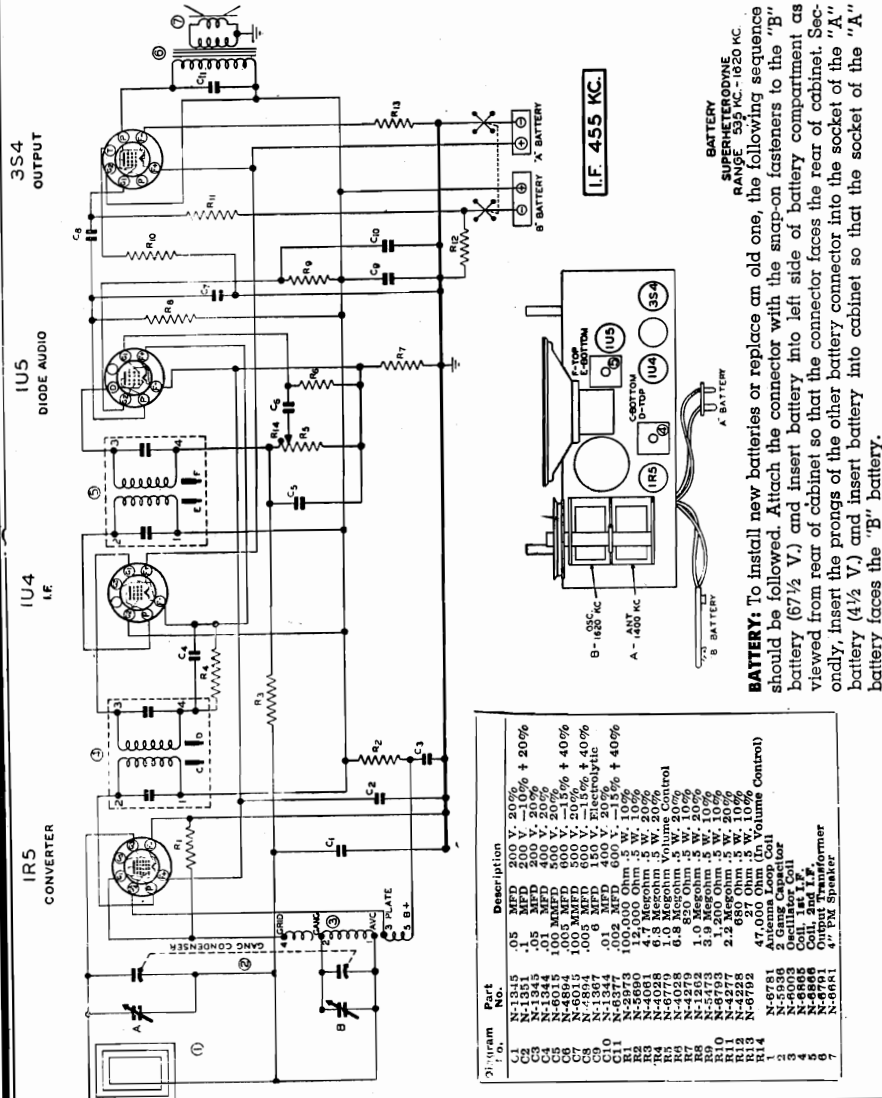 1R5
CONVERTER
1U4
I.F.
1U5
DIODE AUDIO
3S4
OUTPUT
GANG CONDENSER
GRID
GANG
AVC
3 PLATE
5 B+
"B" BATTERY
"A" BATTERY
I.F. 455 KC.
BATTERY
SUPERHETERODYNE
RANGE 535 KC.-1620 KC.
OSC.
B-1620 KC
ANT
A-1400 KC
F-TOP
E-BOTTOM
C-BOTTOM
D-TOP
1R5
1U4
1U5
3S4
B BATTERY
A BATTERY
Part
No. Description
C1 N-1345 .05 MFD 200 V. 20%
C2 N-1351 .1 MFD 200 V. —10% + 20%
C3 N-1345 .05 MFD 200 V. 20%
C4 N-1344 .01 MFD 400 V. 20%
C5 N-6015 100 MMFD 500 V. 20%
C6 N-4894 .005 MFD 600 V. —15% + 40%
C7 N-6015 100 MMFD 500 V. 20%
C8 N-4894 .005 MFD 600 V. —15% + 40%
C9 N-1367 6 MFD 150 V. Electrolytic
C10 N-1344 .01 MFD 400 V. 20%
C11 N-6377 .002 MFD 600 V. —15% + 40%
R1 N-2973 100,000 Ohm .5 W. 10%
R2 N-5690 12,000 Ohm .5 W. 10%
R3 N-4081 4.7 Megohm .5 W. 20%
R4 N-4028 6.8 Megohm .5 W. 20%
R5 N-6779 1.0 Megohm Volume Control
R6 N-4028 6.8 Megohm .5 W. 20%
R7 N-4279 820 Ohm .5 W. 10%
R8 N-1262 1.0 Megohm .5 W. 20%
R9 N-5473 3.9 Megohm .5 W. 10%
R10 N-6793 1,200 Ohm .5 W. 10%
R11 N-4277 2.2 Megohm .5 W. 20%
R12 N-4228 680 Ohm .5 W. 10%
R13 N-6792 27 Ohm .5 W. 10%
R14 47,000 Ohm (In Volume Control)
1 N-6781 Antenna Loop Coil
2 N-5936 2 Gang Capacitor
3 N-6003 Oscillator Coil
4 N-6865 Coil, 1st I.F.
5 N-6866 Coil, 2nd I.F.
6 N-6791 Output Transformer
7 N-6681 4" PM Speaker
BATTERY: To install new batteries or replace an old one, the following sequence
should be followed. Attach the connector with the snap-on fasteners to the "B"
battery (67½ V.) and insert battery into left side of battery compartment as
viewed from rear of cabinet so that the connector faces the rear of cabinet. Sec-
ondly, insert the prongs of the other battery connector into the socket of the "A"
battery (4½ V.) and insert battery into cabinet so that the socket of the "A"
battery faces the "B" battery.